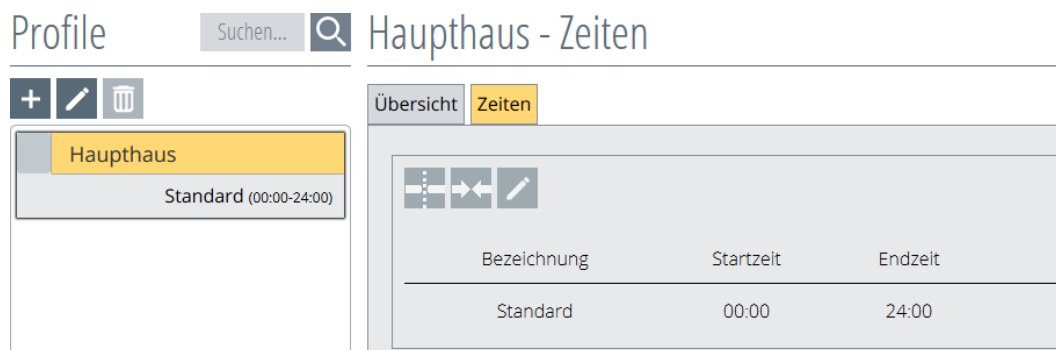 Profile
Suchen...
Haupthaus
Standard (00:00-24:00)
Haupthaus - Zeiten
Übersicht Zeiten
Bezeichnung Startzeit Endzeit
Standard 00:00 24:00